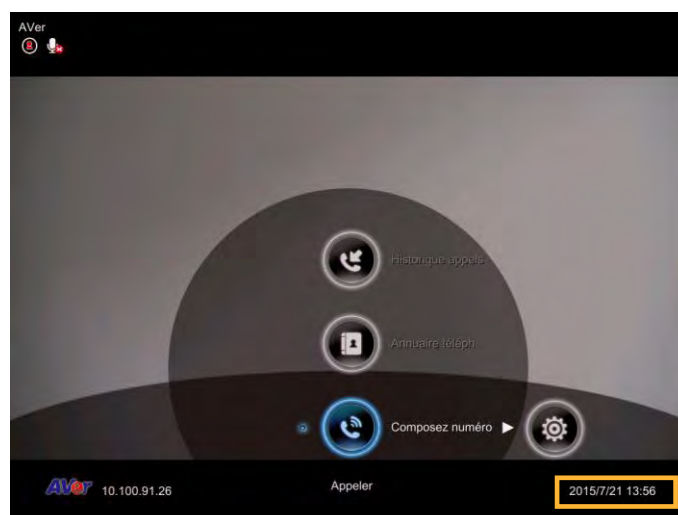 AVer
Historique appels
Annuaire téléph
Composez numéro
AVer 10.100.91.26
Appeler
2015/7/21 13:56